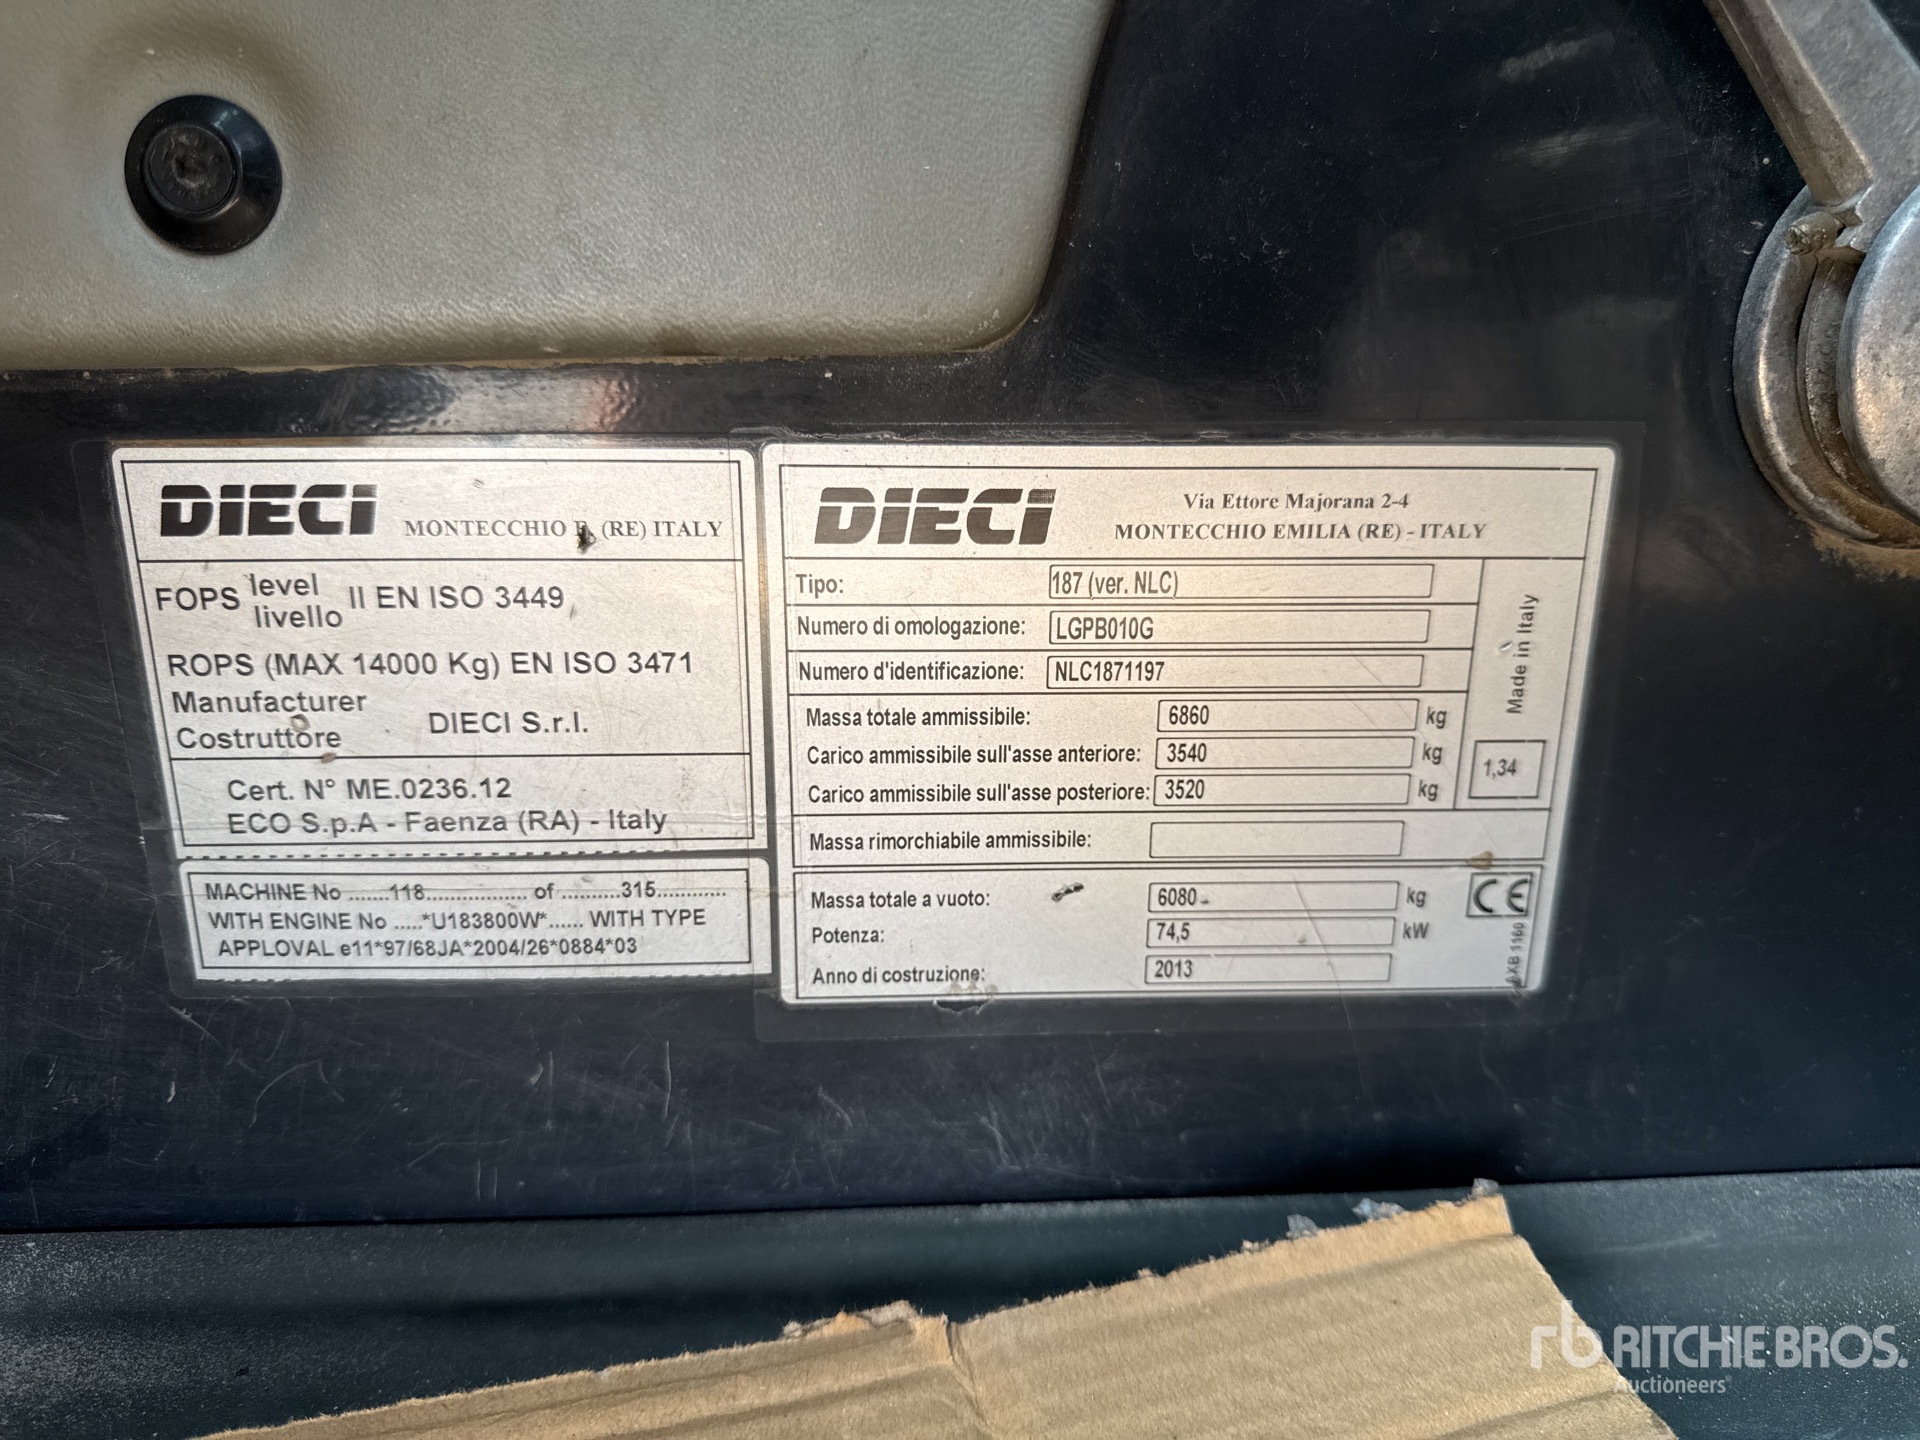 DIECI
MONTECCHIO (RE) ITALY
FOPS level livello II EN ISO 3449
ROPS (MAX 14000 Kg) EN ISO 3471
Manufacturer
Costruttore DIECI S.r.l.
Cert. N° ME.0236.12
ECO S.p.A - Faenza (RA) - Italy
MACHINE No .......118.................. of ..........315............
WITH ENGINE No .....*U183800W*...... WITH TYPE
APPLOVAL e11*97/68JA*2004/26*0884*03
DIECI
Via Ettore Majorana 2-4
MONTECCHIO EMILIA (RE) - ITALY
Tipo: 187 (ver. NLC)
Numero di omologazione: LGPB010G
Numero d'identificazione: NLC1871197
Massa totale ammissibile: 6860 kg
Carico ammissibile sull'asse anteriore: 3540 kg
Carico ammissibile sull'asse posteriore: 3520 kg
Massa rimorchiabile ammissibile:
Massa totale a vuoto: 6080 kg
Potenza: 74,5 kW
Anno di costruzione: 2013
Made in Italy
1,34
CE
AXB 1160
rb RITCHIE BROS.
Auctioneers